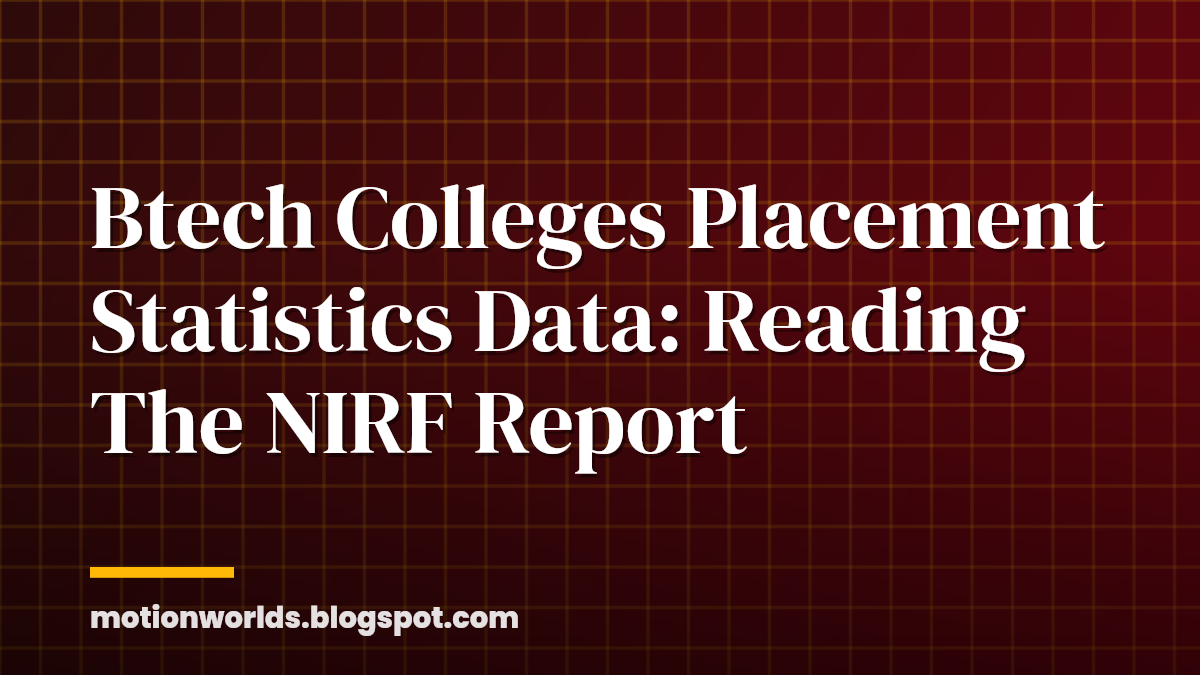 Btech Colleges Placement
Statistics Data: Reading
The NIRF Report
motionworlds.blogspot.com